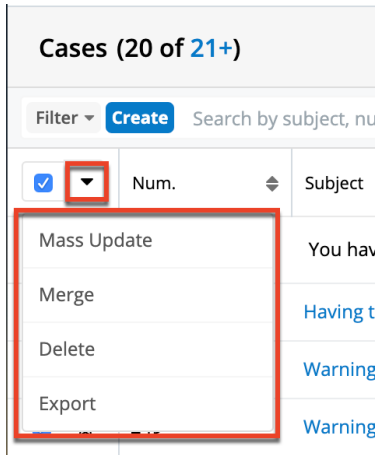 Cases (20 of 21+)
Filter Create Search by subject, nu
Num. Subject
Mass Update
You hav
Merge
Having t
Delete
Warning
Export
Warning